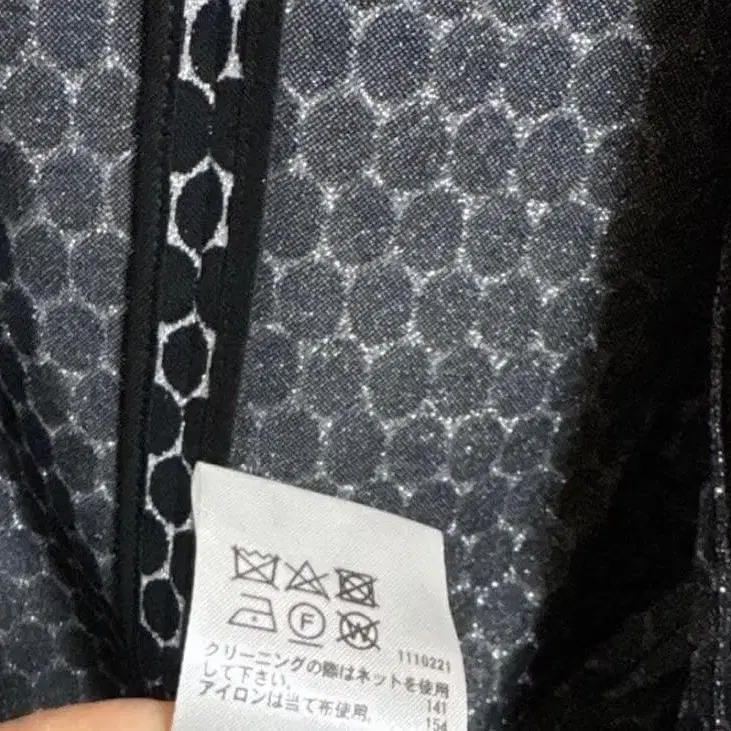 F W
1110221
クリーニングの際はネットを使用
して下さい。
141
アイロンは当て布使用。
154